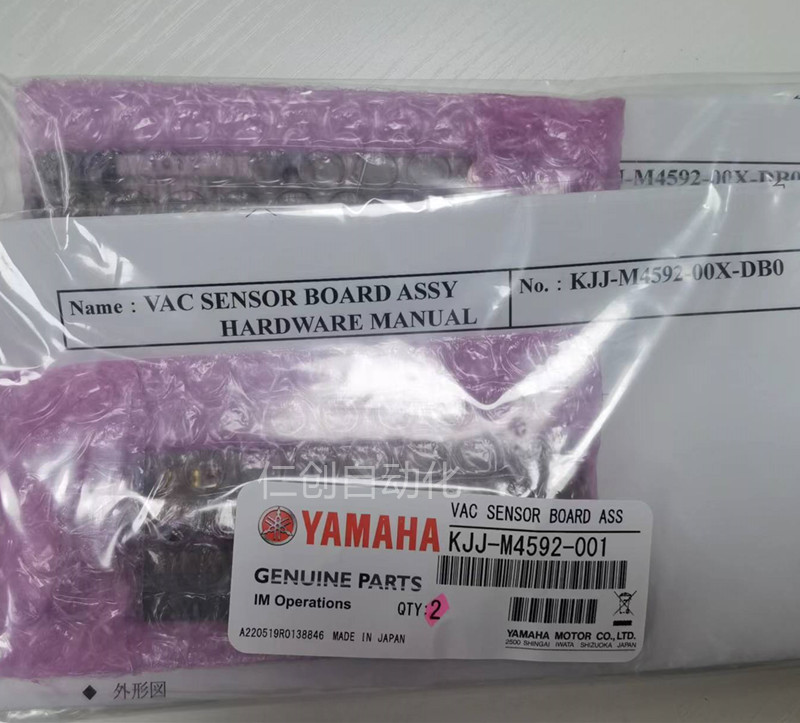 J-M4592-00X-DB0
Name : VAC SENSOR BOARD ASSY
HARDWARE MANUAL
No. : KJJ-M4592-00X-DB0
仁创自动化
YAMAHA
VAC SENSOR BOARD ASS
KJJ-M4592-001
GENUINE PARTS
IM Operations
QTY:2
A220519R0138846 MADE IN JAPAN
YAMAHA MOTOR CO.,LTD.
2500 SHINGAI IWATA SHIZUOKA JAPAN
◆ 外形図